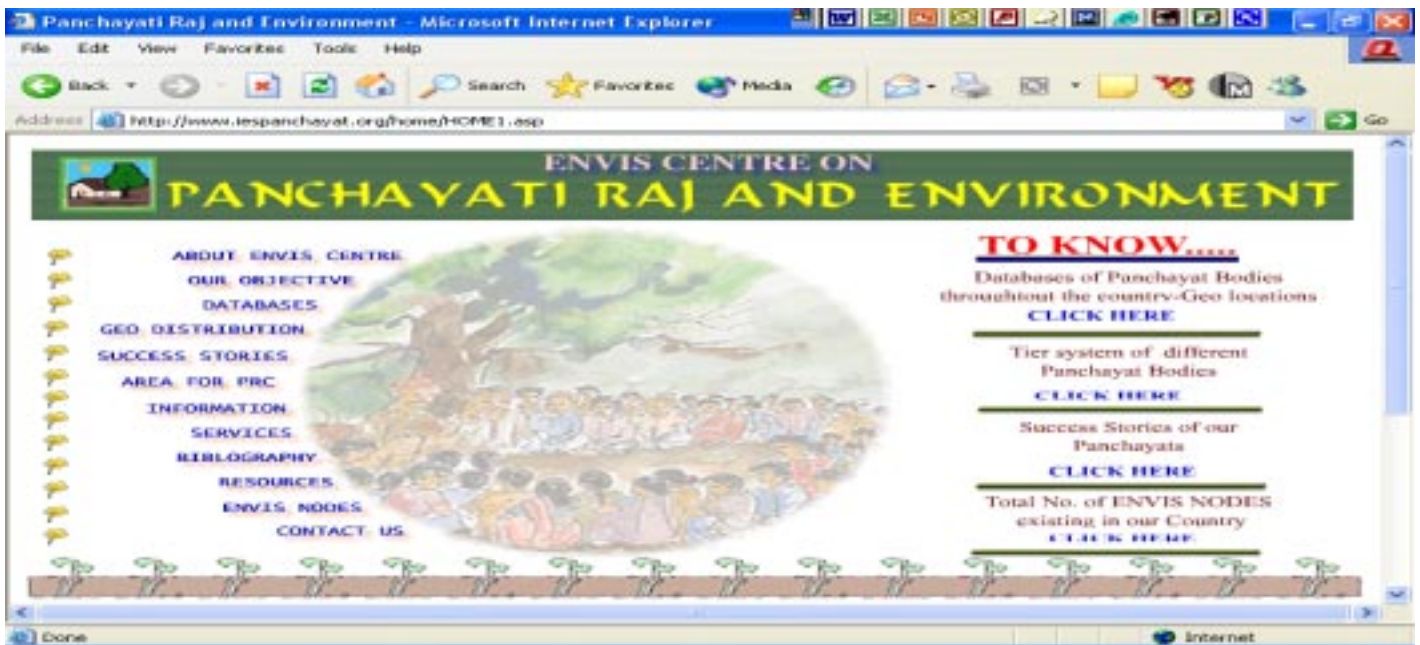 Panchayati Raj and Environment - Microsoft Internet Explorer
File Edit View Favorites Tools Help
Back Search Favorites Media
Address http://www.iespanchayat.org/home/HOME1.asp Go
ENVIS CENTRE ON
PANCHAYATI RAJ AND ENVIRONMENT
ABOUT ENVIS CENTRE
OUR OBJECTIVE
DATABASES
GEO DISTRIBUTION
SUCCESS STORIES
AREA FOR PRC
INFORMATION
SERVICES
BIBLOGRAPHY
RESOURCES
ENVIS NODES
CONTACT US
TO KNOW.....
Databases of Panchayat Bodies
throughtout the country-Geo locations
CLICK HERE
Tier system of different
Panchayat Bodies
CLICK HERE
Success Stories of our
Panchayats
CLICK HERE
Total No. of ENVIS NODES
existing in our Country
CLICK HERE
Done Internet